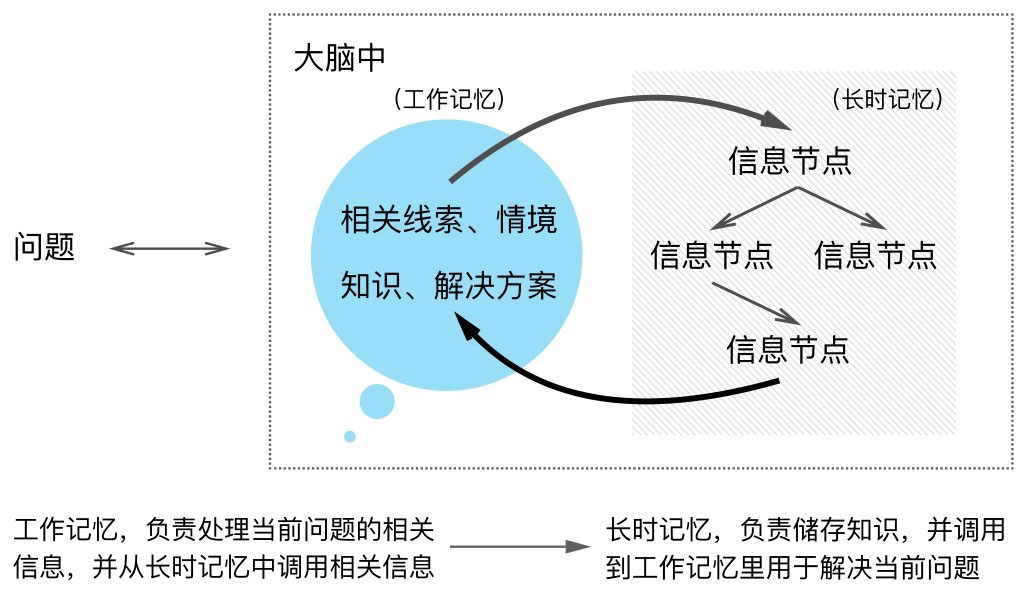 大脑中
（工作记忆）
（长时记忆）
信息节点
相关线索、情境
问题
信息节点
信息节点
知识、解决方案
信息节点
工作记忆，负责处理当前问题的相关
信息，并从长时记忆中调用相关信息
长时记忆，负责储存知识，并调用
到工作记忆里用于解决当前问题